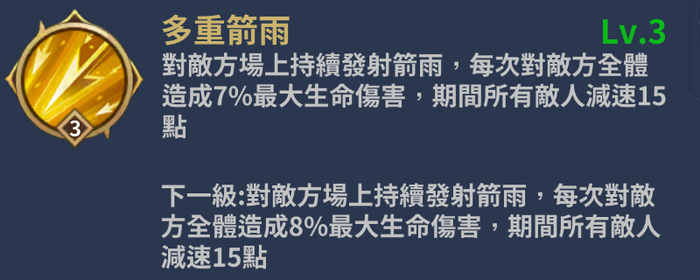 多重箭雨
Lv.3
對敵方場上持續發射箭雨，每次對敵方全體
造成7%最大生命傷害，期間所有敵人減速15
點
3
下一級:對敵方場上持續發射箭雨，每次對敵
方全體造成8%最大生命傷害，期間所有敵人
減速15點